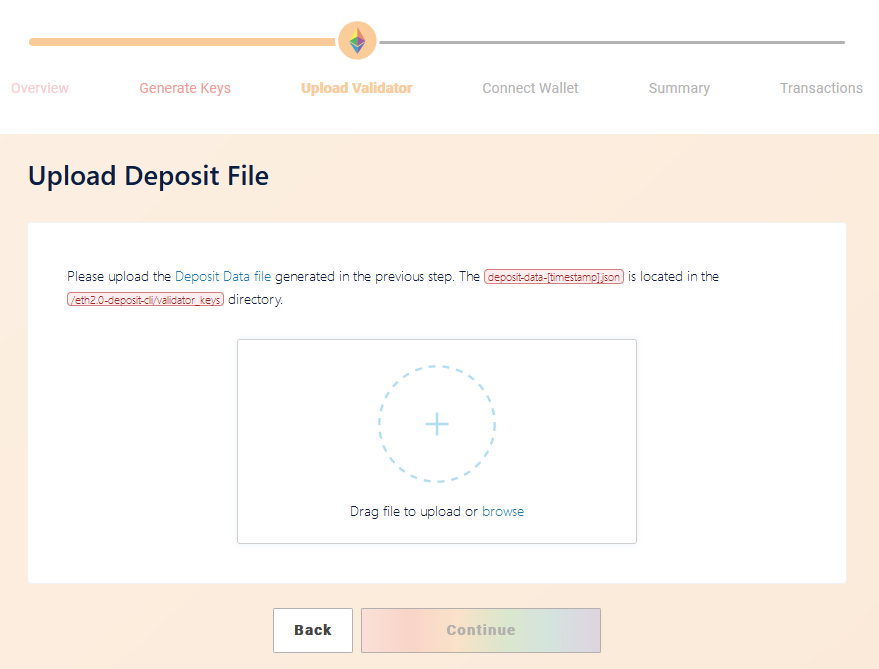 Overview Generate Keys Upload Validator Connect Wallet Summary Transactions
Upload Deposit File
Please upload the Deposit Data file generated in the previous step. The deposit-data-[timestamp].json is located in the
/eth2.0-deposit-cli/validator_keys directory.
Drag file to upload or browse
Back Continue